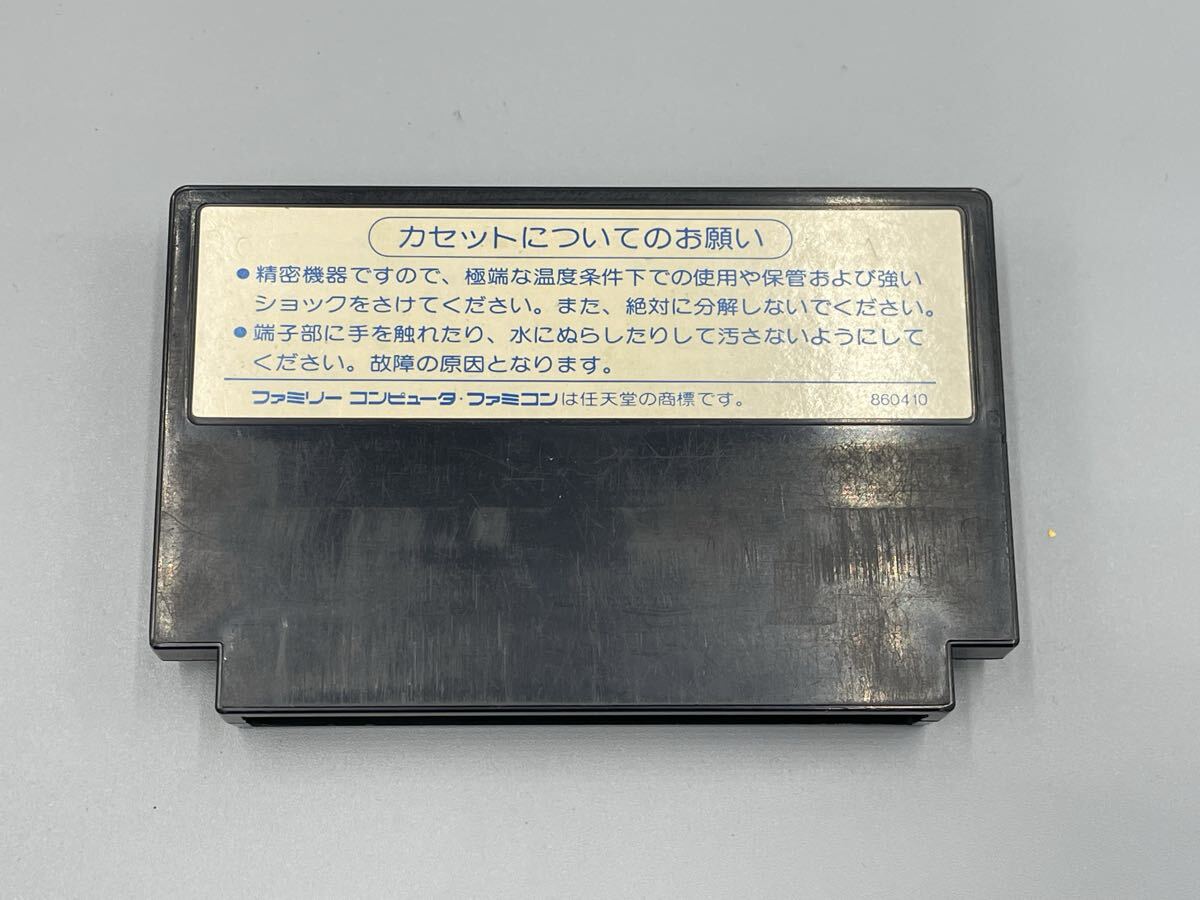 カセットについてのお願い
●精密機器ですので、極端な温度条件下での使用や保管および強い
ショックをさけてください。また、絶対に分解しないでください。
●端子部に手を触れたり、水にぬらしたりして汚さないようにして
ください。故障の原因となります。
ファミリー コンピュータ・ファミコンは任天堂の商標です。 860410